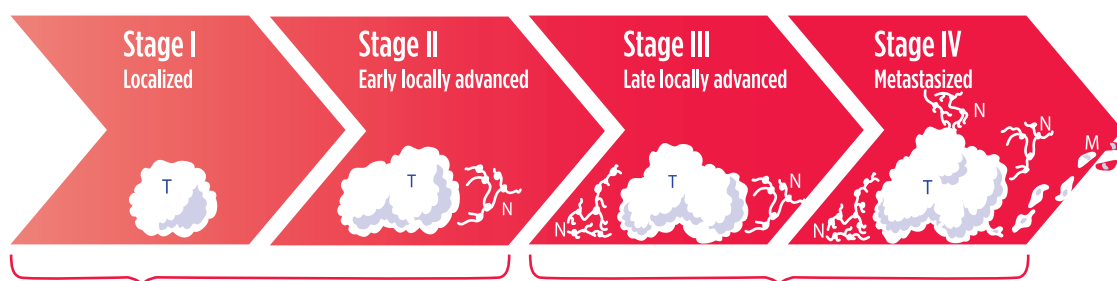 Stage I
Localized
T
Stage II
Early locally advanced
T
N
Stage III
Late locally advanced
T
N
N
Stage IV
Metastasized
N
N
M
T
N